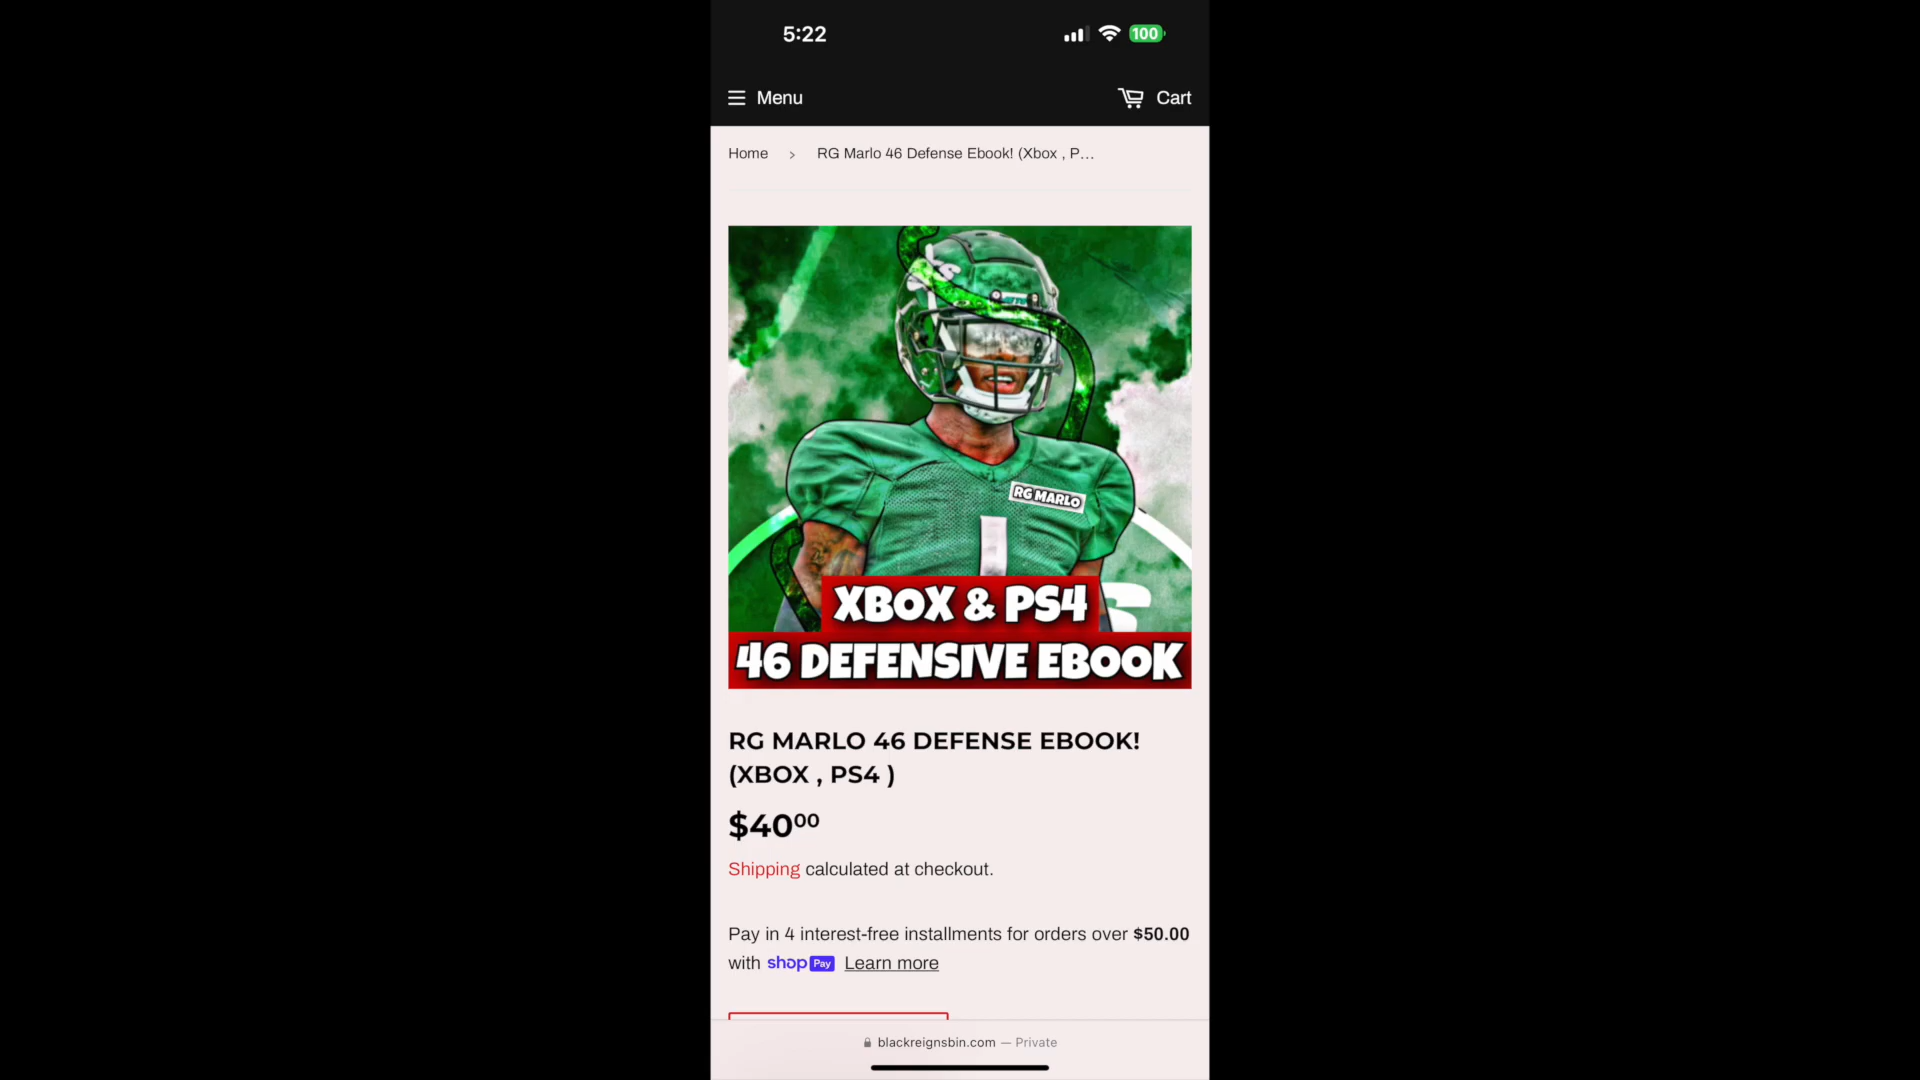 5:22
100
Menu
Cart
Home > RG Marlo 46 Defense Ebook! (Xbox , P...
RG MARLO
1
XBOX & PS4
46 DEFENSIVE EBOOK
RG MARLO 46 DEFENSE EBOOK!
(XBOX , PS4 )
$40⁰⁰
Shipping calculated at checkout.
Pay in 4 interest-free installments for orders over $50.00
with shop Pay Learn more
blackreignsbin.com — Private